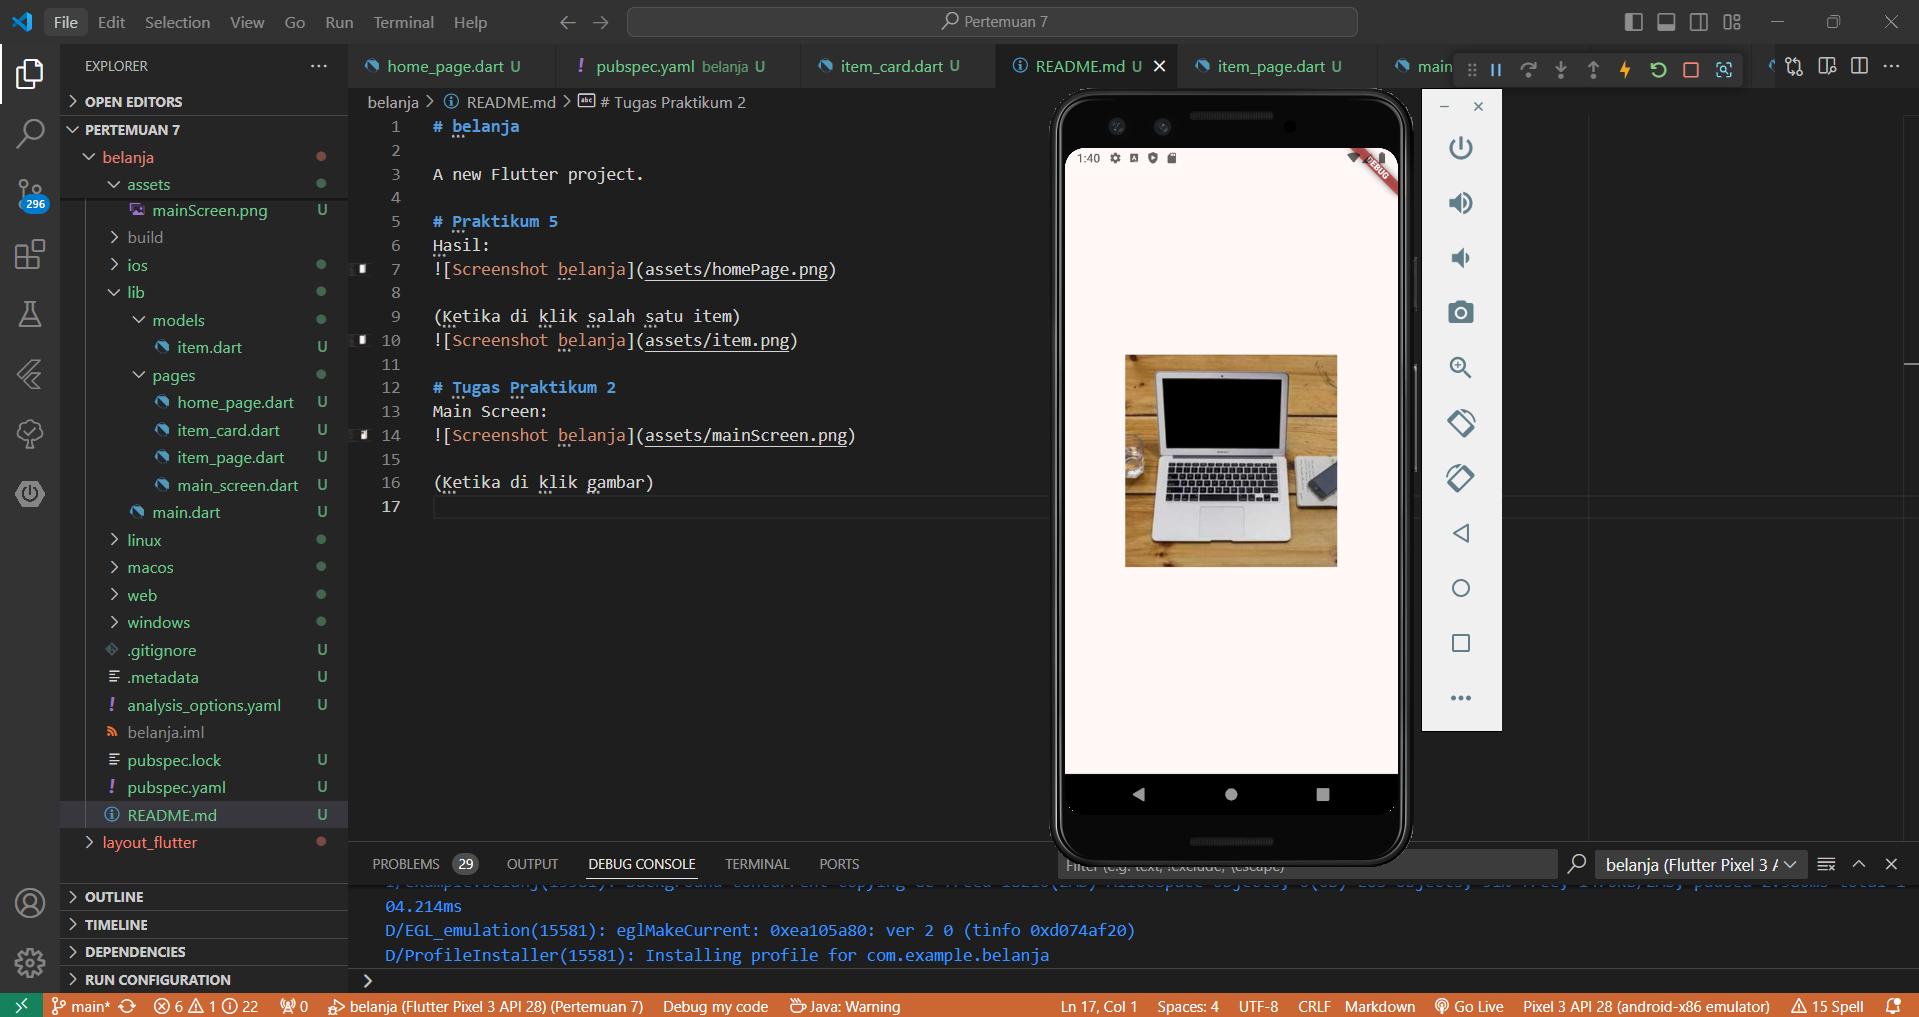 File Edit Selection View Go Run Terminal Help
Pertemuan 7
EXPLORER
OPEN EDITORS
PERTEMUAN 7
belanja
assets
mainScreen.png U
build
ios
lib
models
item.dart U
pages
home_page.dart U
item_card.dart U
item_page.dart U
main_screen.dart U
main.dart U
linux
macos
web
windows
.gitignore U
.metadata U
analysis_options.yaml U
belanja.iml
pubspec.lock U
pubspec.yaml U
README.md U
layout_flutter
OUTLINE
TIMELINE
DEPENDENCIES
RUN CONFIGURATION
296
home_page.dart U
pubspec.yaml belanja U
item_card.dart U
README.md U
item_page.dart U
main
belanja > README.md > # Tugas Praktikum 2
1 # belanja
2
3 A new Flutter project.
4
5 # Praktikum 5
6 Hasil:
7 ![Screenshot belanja](assets/homePage.png)
8
9 (Ketika di klik salah satu item)
10 ![Screenshot belanja](assets/item.png)
11
12 # Tugas Praktikum 2
13 Main Screen:
14 ![Screenshot belanja](assets/mainScreen.png)
15
16 (Ketika di klik gambar)
17
1:40
DEBUG
PROBLEMS 29 OUTPUT DEBUG CONSOLE TERMINAL PORTS
belanja (Flutter Pixel 3 A
04.214ms
D/EGL_emulation(15581): eglMakeCurrent: 0xea105a80: ver 2 0 (tinfo 0xd074af20)
D/ProfileInstaller(15581): Installing profile for com.example.belanja
main* 6 1 22 0 belanja (Flutter Pixel 3 API 28) (Pertemuan 7) Debug my code Java: Warning Ln 17, Col 1 Spaces: 4 UTF-8 CRLF Markdown Go Live Pixel 3 API 28 (android-x86 emulator) 15 Spell